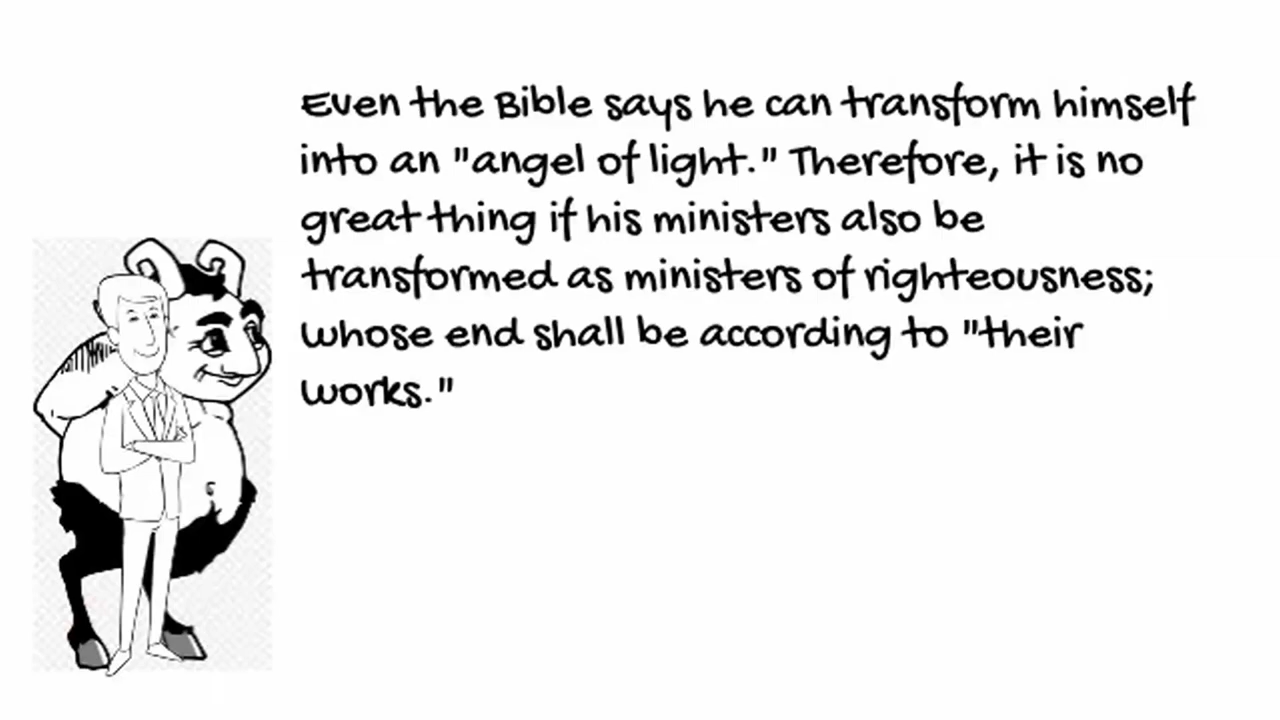 Even the Bible says he can transform himself
into an "angel of light." Therefore, it is no
great thing if his ministers also be
transformed as ministers of righteousness;
whose end shall be according to "their
works."